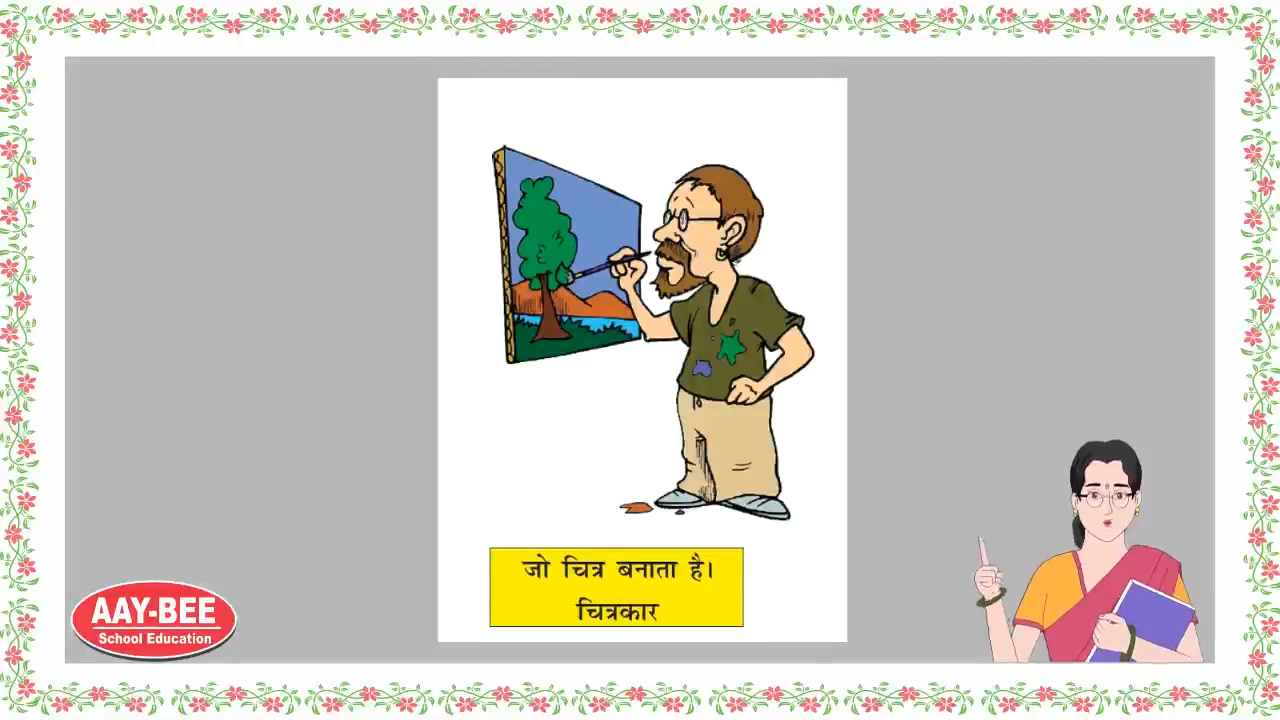 जो चित्र बनाता है।
चित्रकार
AAY-BEE
School Education